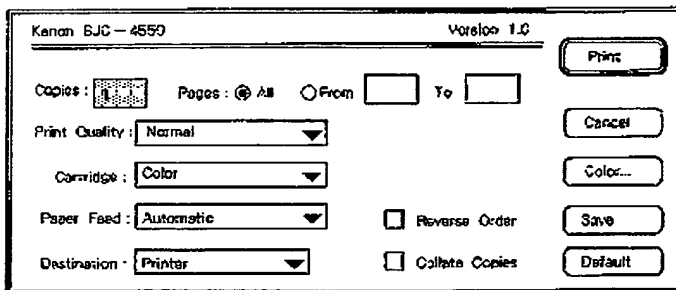 Kanon BJC-4550 Version 1.0
Print
Copies: 1 Pages: All From To
Cancel
Print Quality: Normal
Cartridge: Color Color...
Paper Feed: Automatic Reverse Order Save
Destination: Printer Collate Copies Default